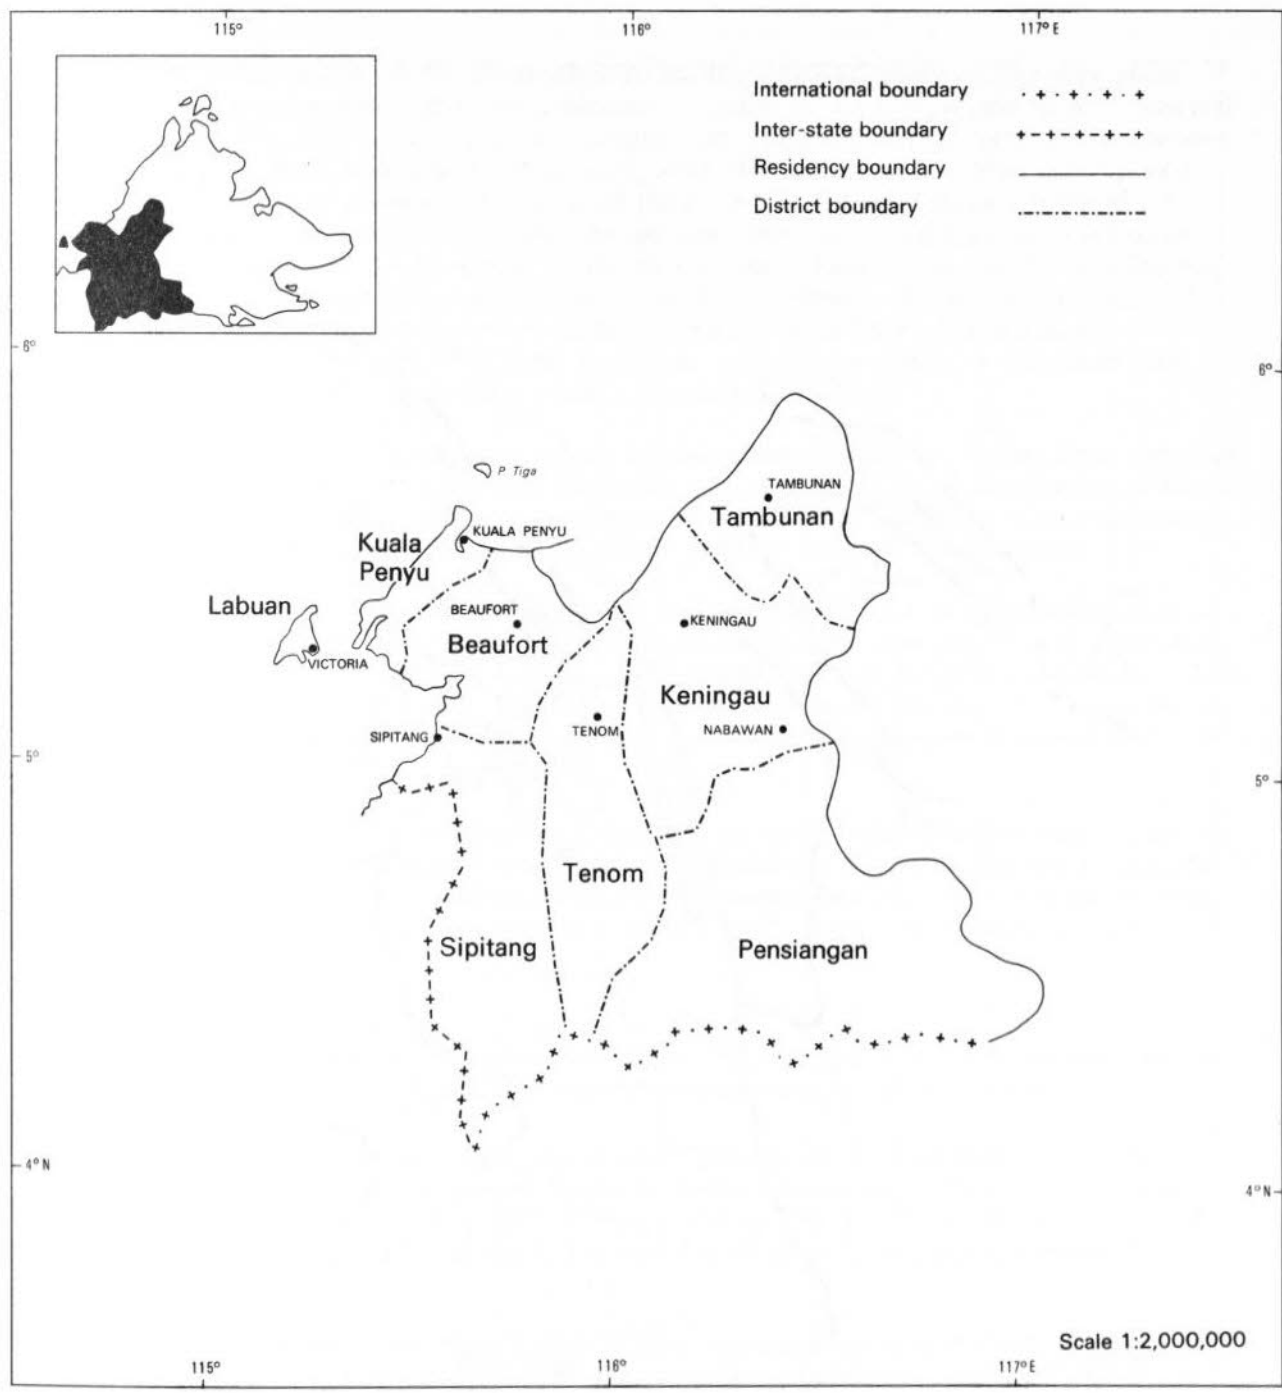 115°
116°
117°E
International boundary
Inter-state boundary
Residency boundary
District boundary
6°
6°
P Tiga
TAMBUNAN
Tambunan
KUALA PENYU
Kuala
Penyu
Labuan
BEAUFORT
Beaufort
KENINGAU
VICTORIA
Keningau
SIPITANG
TENOM
NABAWAN
5°
5°
Tenom
Sipitang
Pensiangan
4°N
4°N
Scale 1:2,000,000
115°
116°
117°E